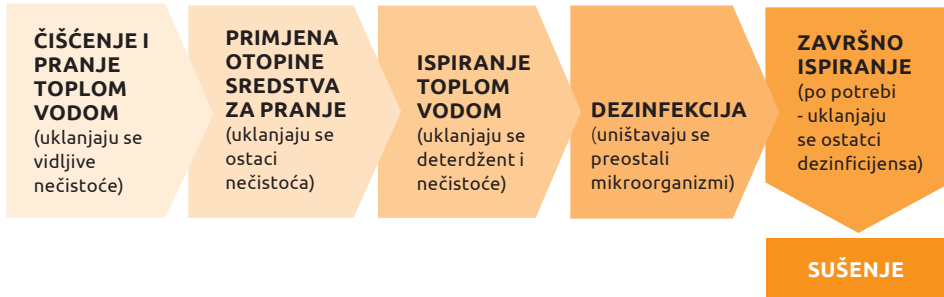 ČIŠĆENJE I
PRANJE
TOPLOM
VODOM
(uklanjaju se
vidljive
nečistoće)
PRIMJENA
OTOPINE
SREDSTVA
ZA PRANJE
(uklanjaju se
ostaci
nečistoća)
ISPIRANJE
TOPLOM
VODOM
(uklanjaju se
deterdžent i
nečistoće)
DEZINFEKCIJA
(uništavaju se
preostali
mikroorganizmi)
ZAVRŠNO
ISPIRANJE
(po potrebi
- uklanjaju
se ostatci
dezinficijensa)
SUŠENJE